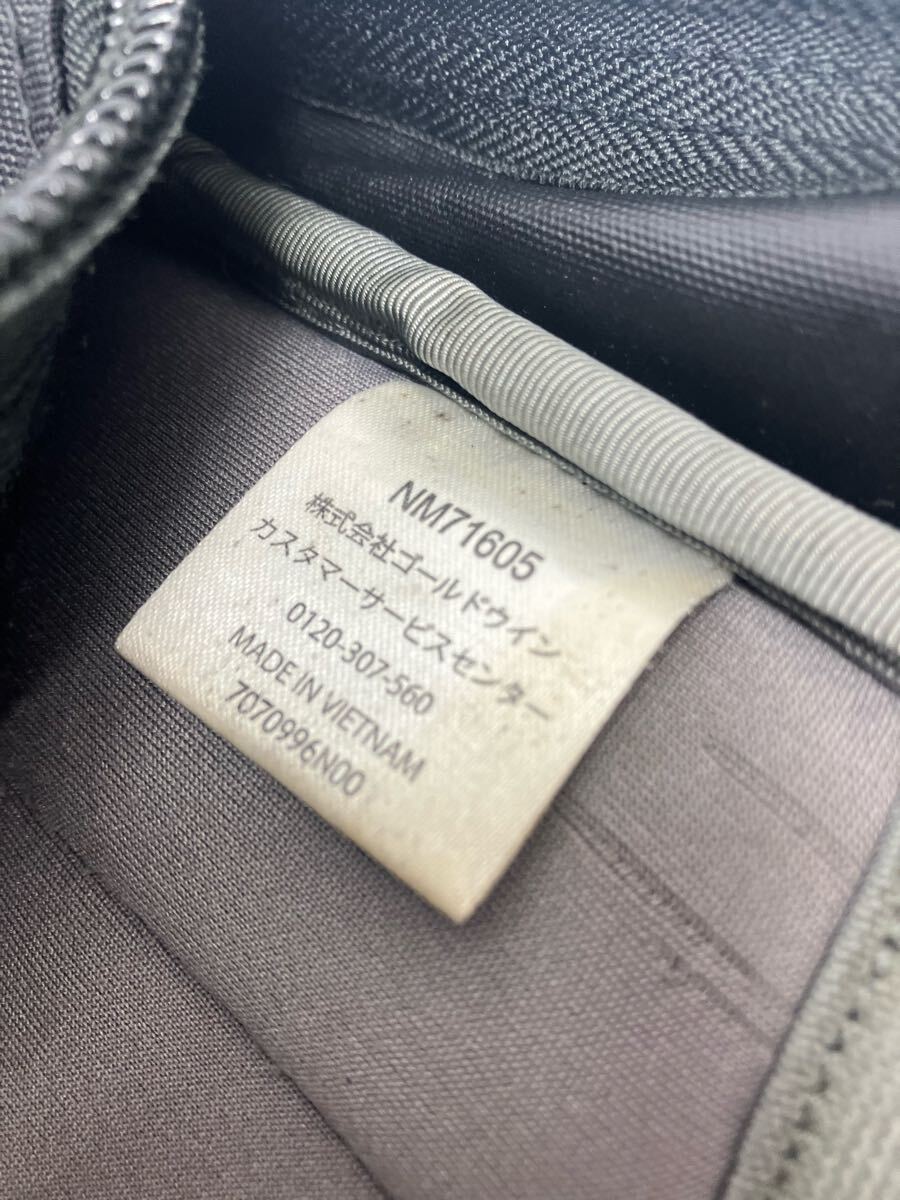 NM71605
株式会社ゴールドウイン
カスタマーサービスセンター
0120-307-560
MADE IN VIETNAM
7070996N00